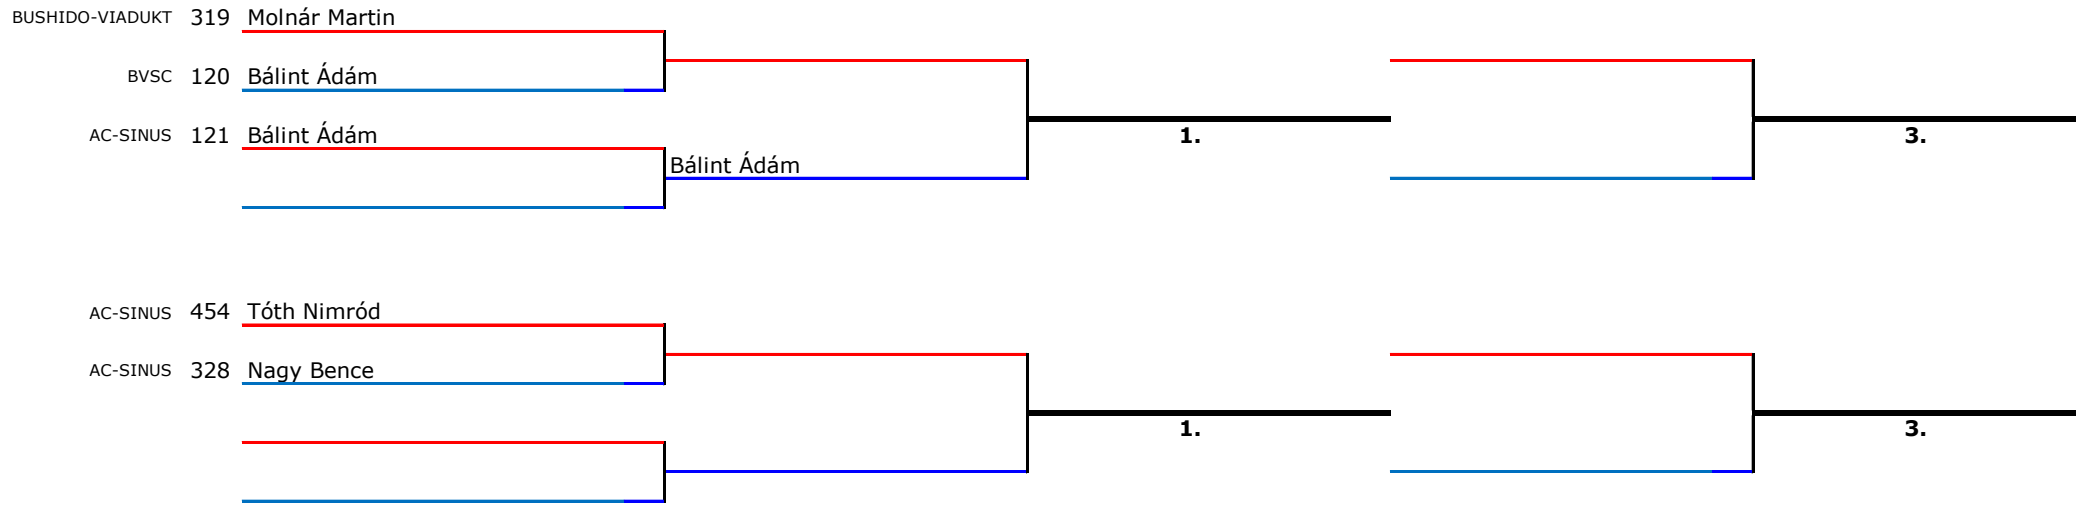 BUSHIDO-VIADUKT 319 Molnár Martin
BVSC 120 Bálint Ádám
AC-SINUS 121 Bálint Ádám 1. 3.
Bálint Ádám
AC-SINUS 454 Tóth Nimród
AC-SINUS 328 Nagy Bence
1. 3.